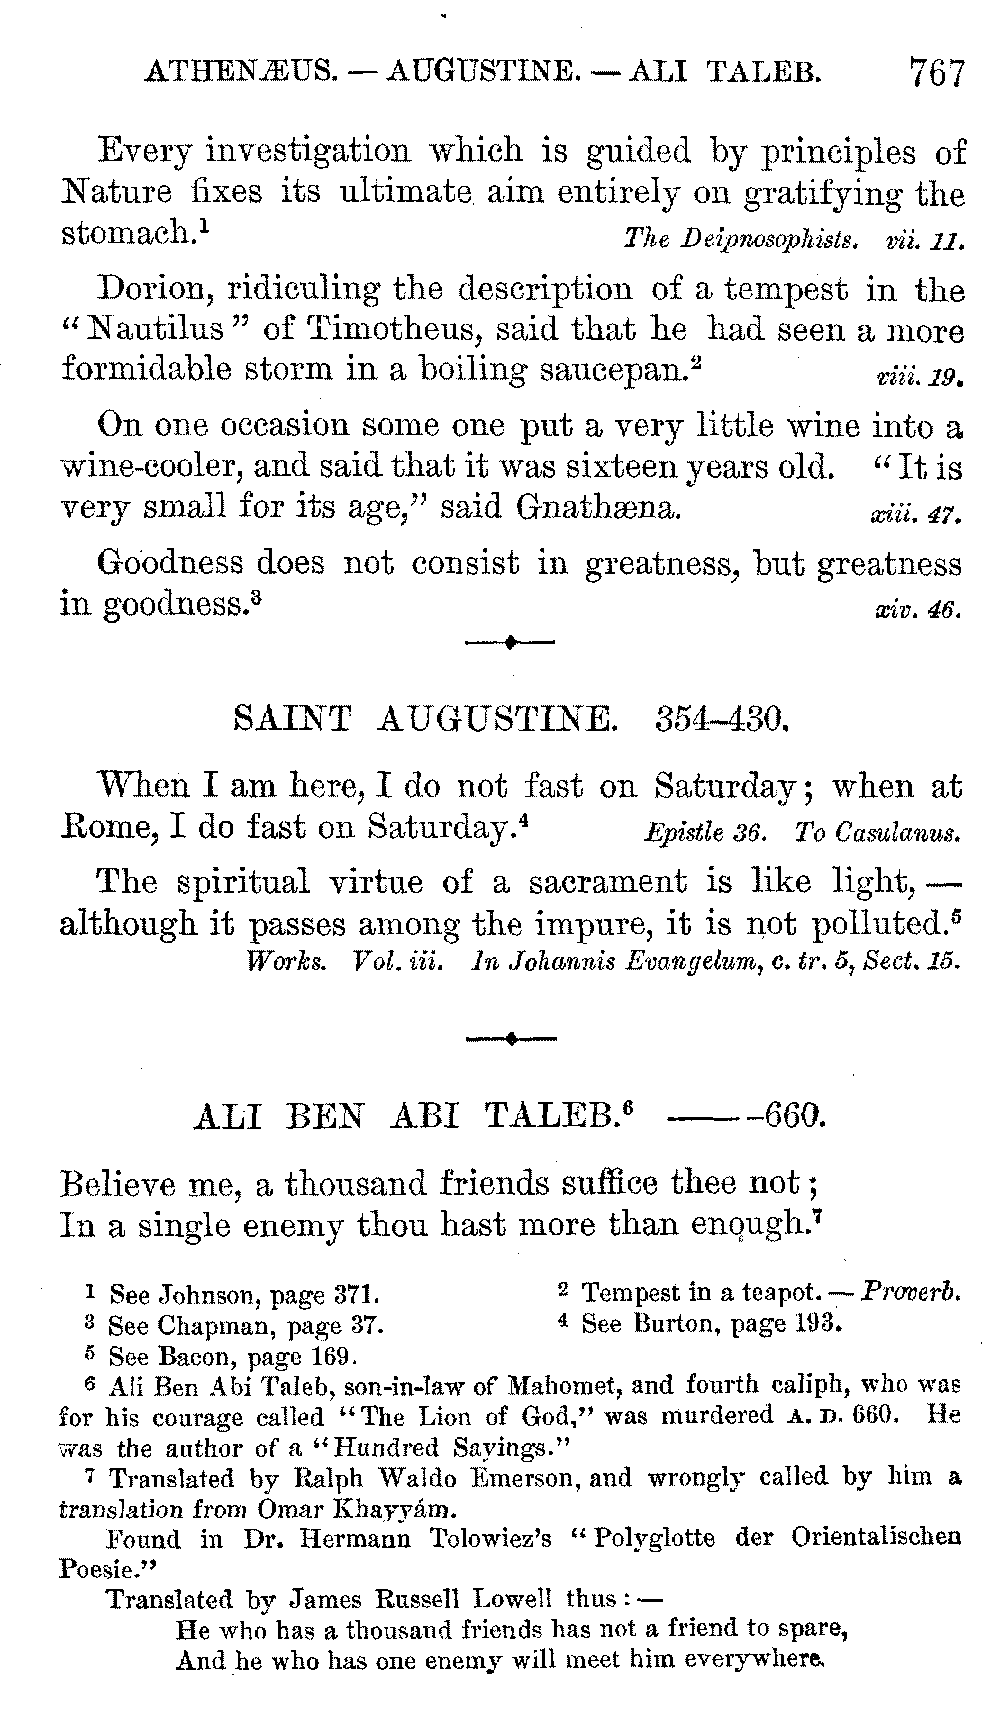 ATHENÆUS. — AUGUSTINE. — ALI TALEB. 767
Every investigation which is guided by principles of
Nature fixes its ultimate aim entirely on gratifying the
stomach.¹ The Deipnosophists. vii. 11.
Dorion, ridiculing the description of a tempest in the
“Nautilus” of Timotheus, said that he had seen a more
formidable storm in a boiling saucepan.² viii. 19.
On one occasion some one put a very little wine into a
wine-cooler, and said that it was sixteen years old. “It is
very small for its age,” said Gnathæna. xiii. 47.
Goodness does not consist in greatness, but greatness
in goodness.³ xiv. 46.
SAINT AUGUSTINE. 354–430.
When I am here, I do not fast on Saturday; when at
Rome, I do fast on Saturday.⁴ Epistle 36. To Casulanus.
The spiritual virtue of a sacrament is like light, —
although it passes among the impure, it is not polluted.⁵
Works. Vol. iii. In Johannis Evangelum, c. tr. 5, Sect. 15.
ALI BEN ABI TALEB.⁶ —— –660.
Believe me, a thousand friends suffice thee not;
In a single enemy thou hast more than enough.⁷
¹ See Johnson, page 371. ² Tempest in a teapot. — Proverb.
³ See Chapman, page 37. ⁴ See Burton, page 193.
⁵ See Bacon, page 169.
⁶ Ali Ben Abi Taleb, son-in-law of Mahomet, and fourth caliph, who was
for his courage called “The Lion of God,” was murdered A. D. 660. He
was the author of a “Hundred Sayings.”
⁷ Translated by Ralph Waldo Emerson, and wrongly called by him a
translation from Omar Khayyám.
Found in Dr. Hermann Tolowiez's “Polyglotte der Orientalischen
Poesie.”
Translated by James Russell Lowell thus: —
He who has a thousand friends has not a friend to spare,
And he who has one enemy will meet him everywhere.